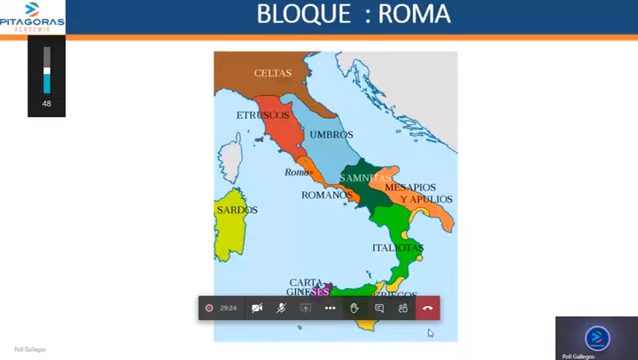 PITAGORAS
ACADEMIA
BLOQUE : ROMA
48
CELTAS
ETRUSCOS
UMBROS
Roma
SAMNITAS
MESAPIOS
Y APULIOS
ROMANOS
SARDOS
ITALIOTAS
CARTA
GINESES
GRIEGOS
29:24
Poll Gallegos
Poll Gallegos